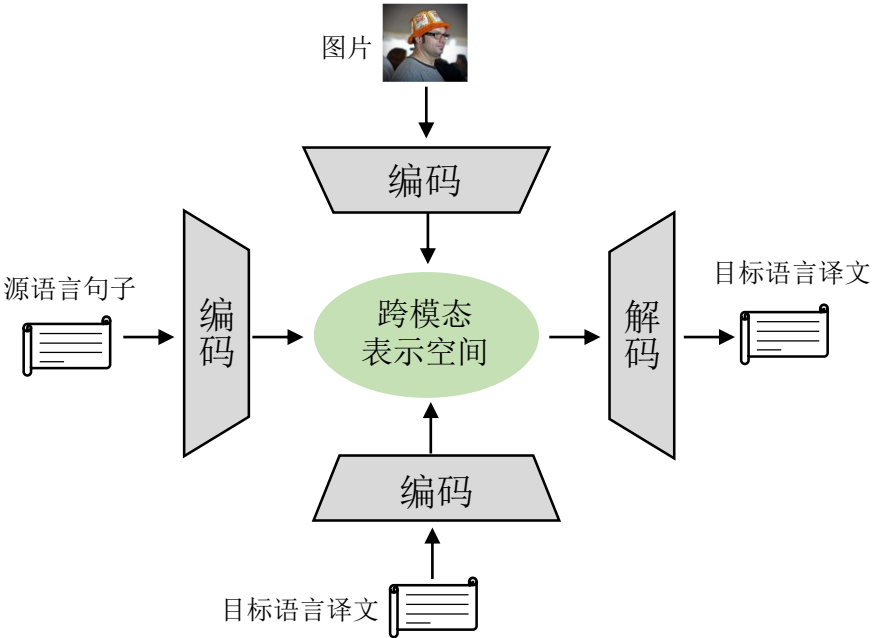 图片
编码
源语言句子
编
码
跨模态
表示空间
解
码
目标语言译文
编码
目标语言译文